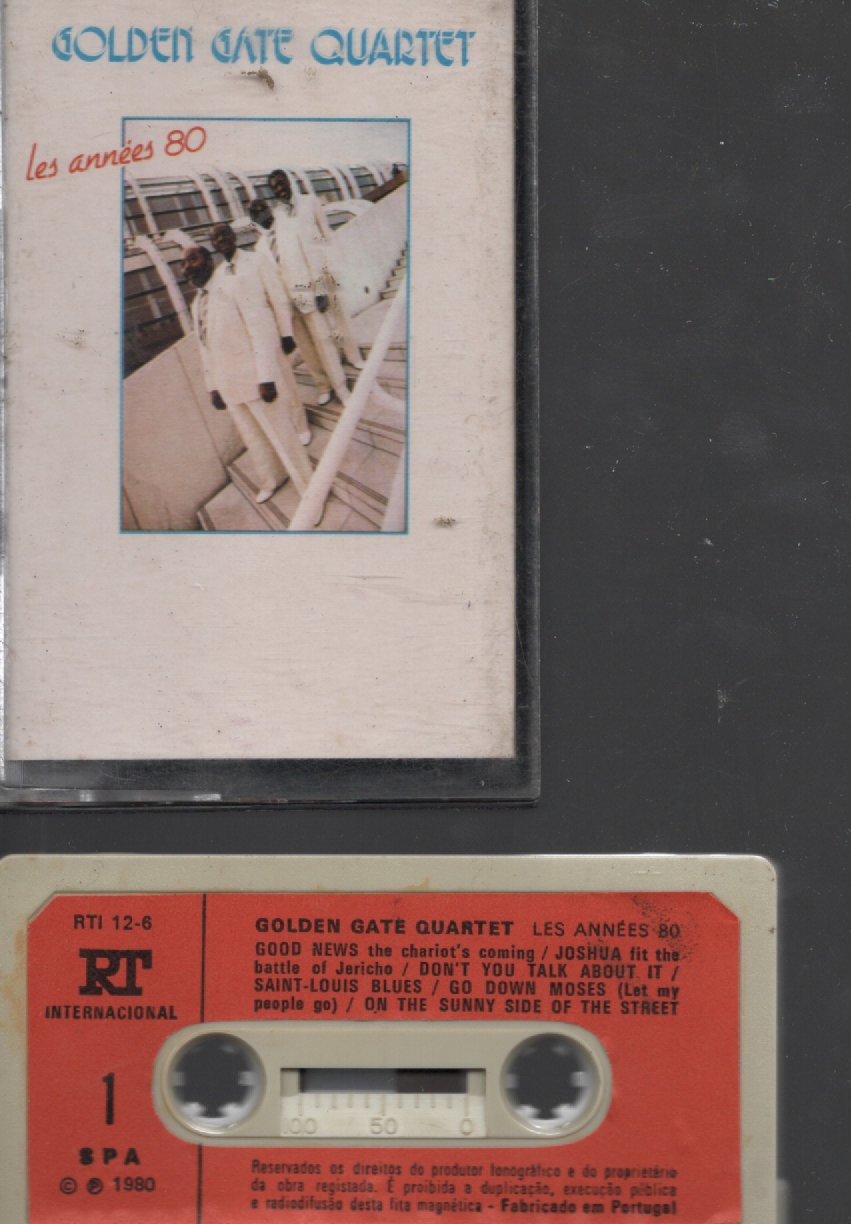 GOLDEN GATE QUARTET
les années 80
RTI 12-6
RT
INTERNACIONAL
1
SPA
© ℗ 1980
GOLDEN GATE QUARTET LES ANNÉES 80
GOOD NEWS the chariot's coming / JOSHUA fit the
battle of Jericho / DON'T YOU TALK ABOUT IT /
SAINT-LOUIS BLUES / GO DOWN MOSES (Let my
people go) / ON THE SUNNY SIDE OF THE STREET
100 50 0
Reservados os direitos do produtor fonográfico e do proprietário
da obra registada. É proibida a duplicação, execução pública
e radiodifusão desta fita magnética - Fabricado em Portugal